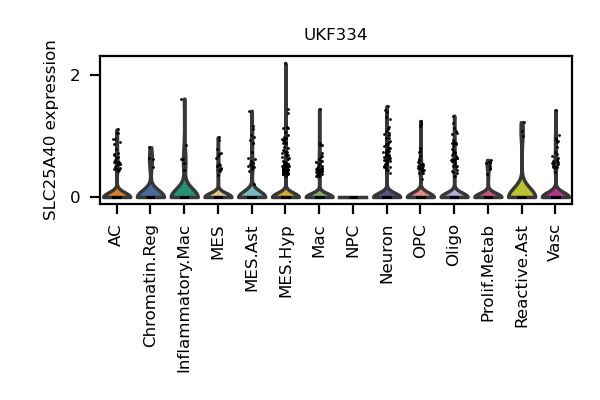 UKF334
SLC25A40 expression
2
0
AC
Chromatin.Reg
Inflammatory.Mac
MES
MES.Ast
MES.Hyp
Mac
NPC
Neuron
OPC
Oligo
Prolif.Metab
Reactive.Ast
Vasc